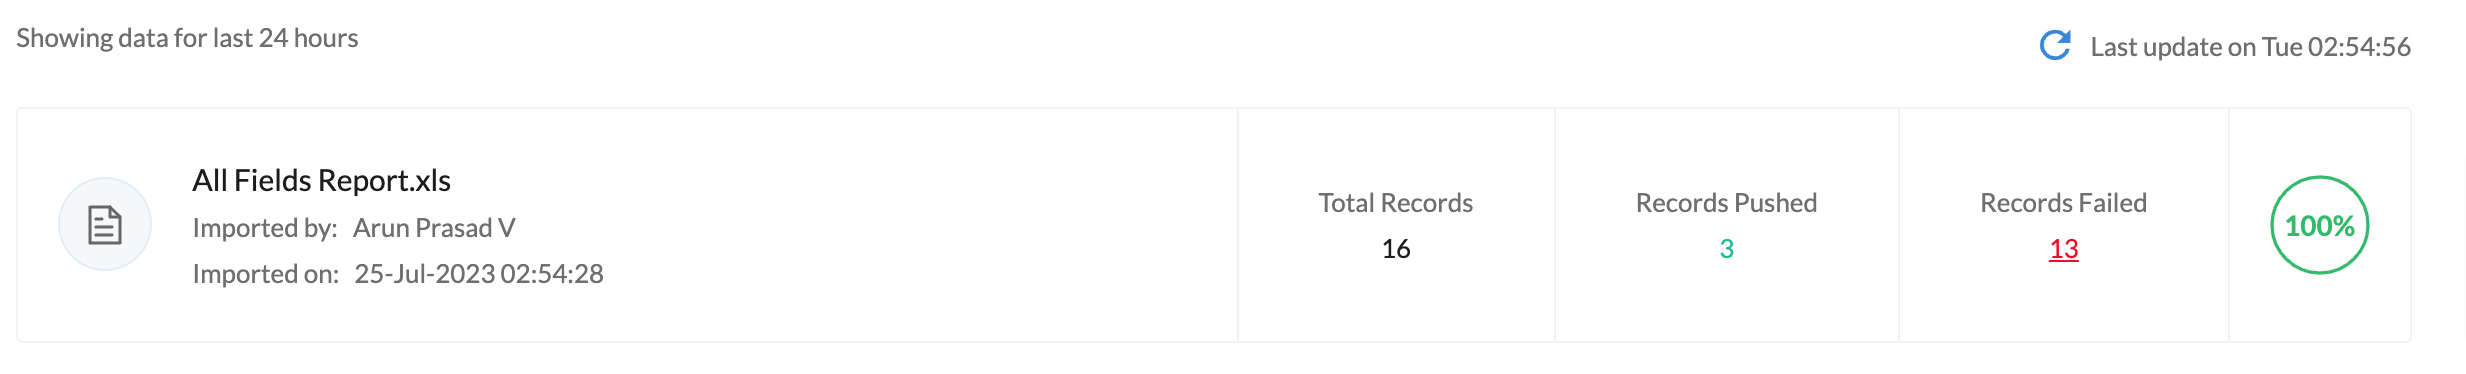 Showing data for last 24 hours
Last update on Tue 02:54:56
All Fields Report.xls
Imported by: Arun Prasad V
Imported on: 25-Jul-2023 02:54:28
Total Records
16
Records Pushed
3
Records Failed
13
100%